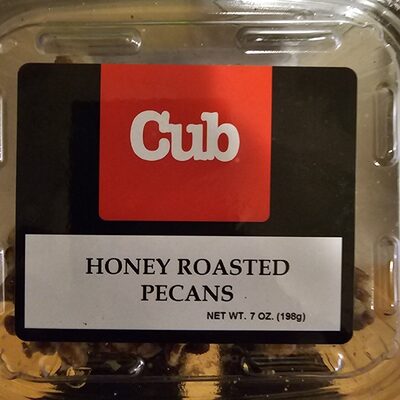 Cub
HONEY ROASTED
PECANS
NET WT. 7 OZ. (198g)